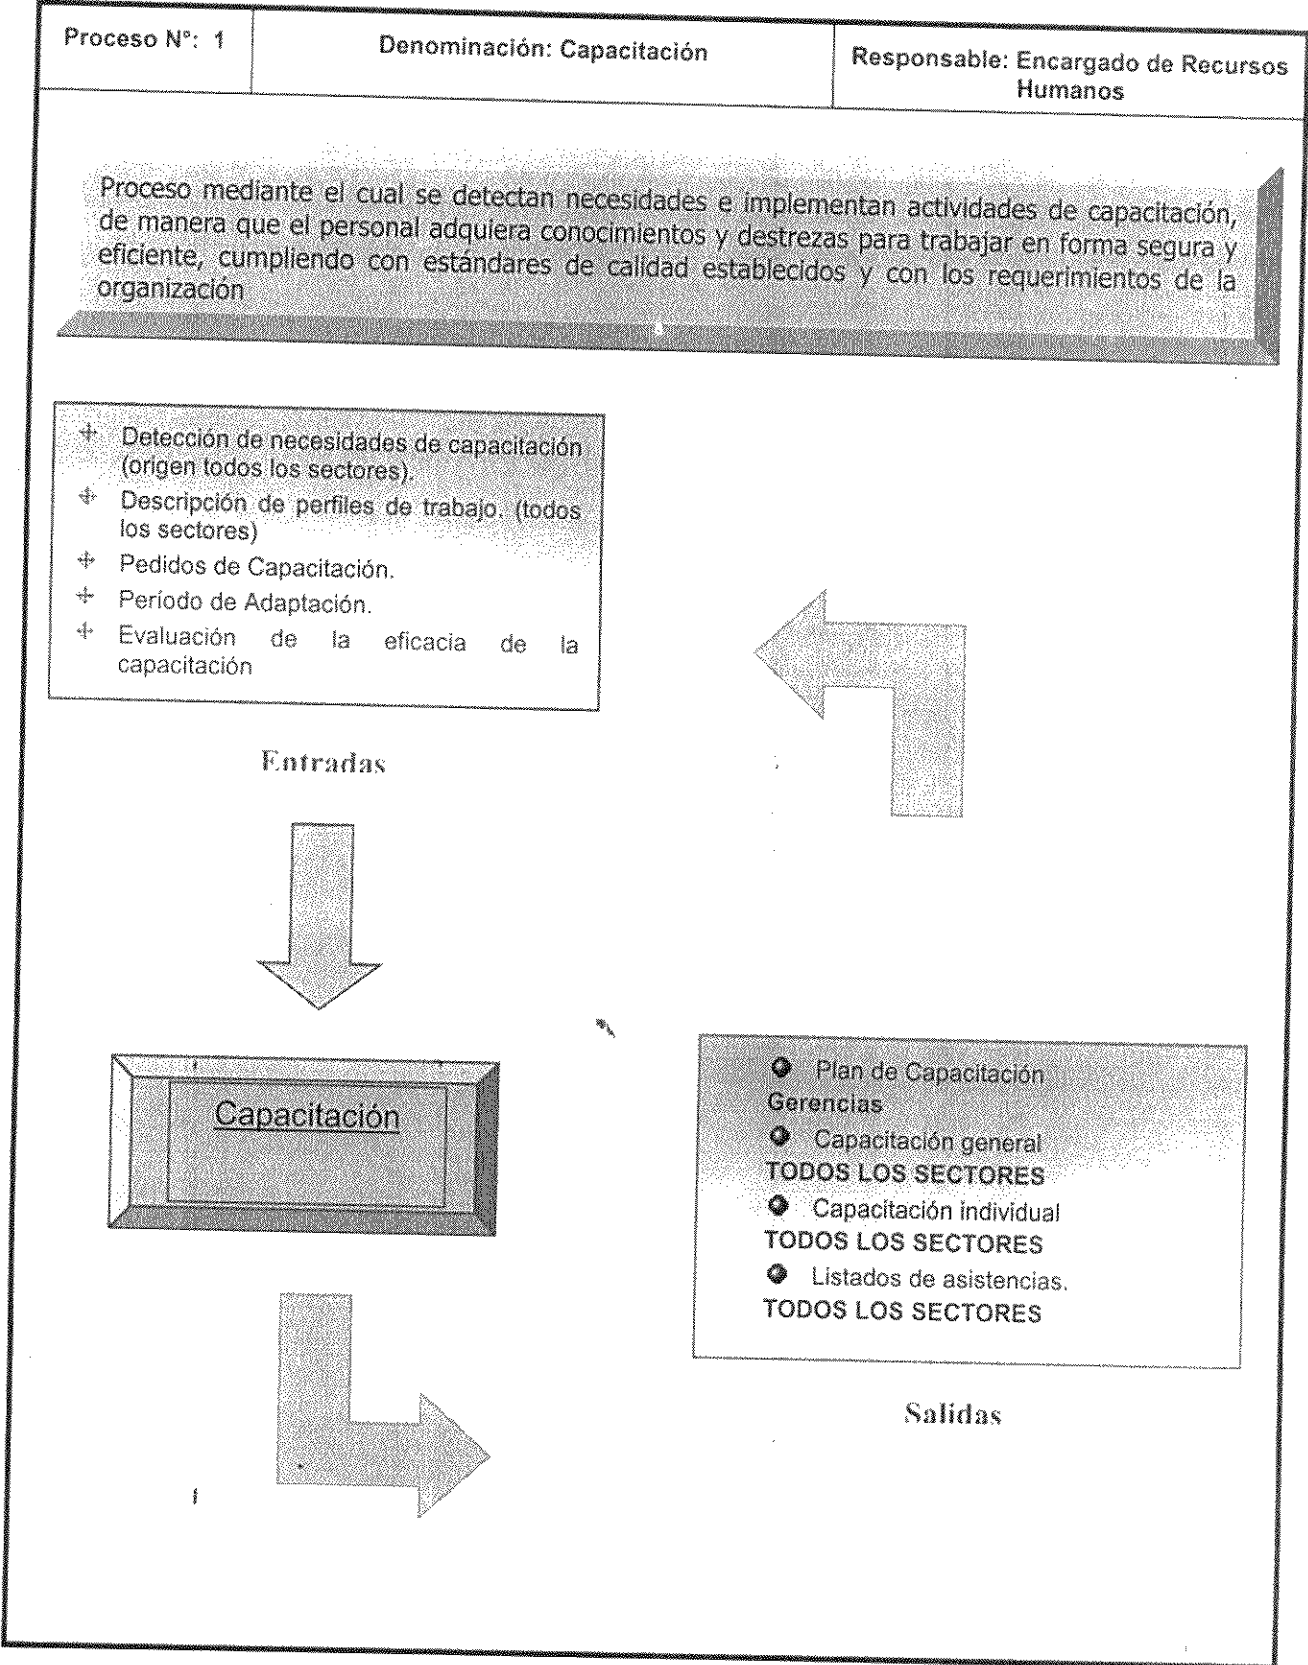 Proceso N°: 1
Denominación: Capacitación
Responsable: Encargado de Recursos
Humanos
Proceso mediante el cual se detectan necesidades e implementan actividades de capacitación,
de manera que el personal adquiera conocimientos y destrezas para trabajar en forma segura y
eficiente, cumpliendo con estándares de calidad establecidos y con los requerimientos de la
organización
Detección de necesidades de capacitación
(origen todos los sectores).
Descripción de perfiles de trabajo. (todos
los sectores)
Pedidos de Capacitación.
Período de Adaptación.
Evaluación de la eficacia de la
capacitación
Entradas
Capacitación
Plan de Capacitación
Gerencias
Capacitación general
TODOS LOS SECTORES
Capacitación individual
TODOS LOS SECTORES
Listados de asistencias.
TODOS LOS SECTORES
Salidas